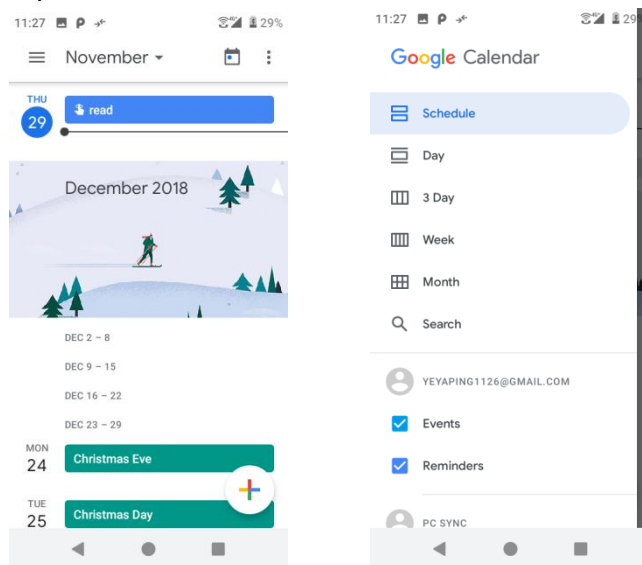 11:27 29%
November
THU
29
read
December 2018
DEC 2 – 8
DEC 9 – 15
DEC 16 – 22
DEC 23 – 29
MON
24
Christmas Eve
TUE
25
Christmas Day
11:27 29
Google Calendar
Schedule
Day
3 Day
Week
Month
Search
YEYAPING1126@GMAIL.COM
Events
Reminders
PC SYNC